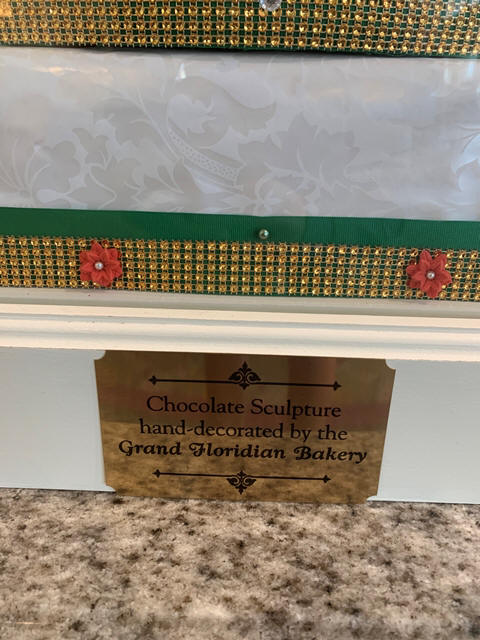 Chocolate Sculpture
hand-decorated by the
Grand Floridian Bakery